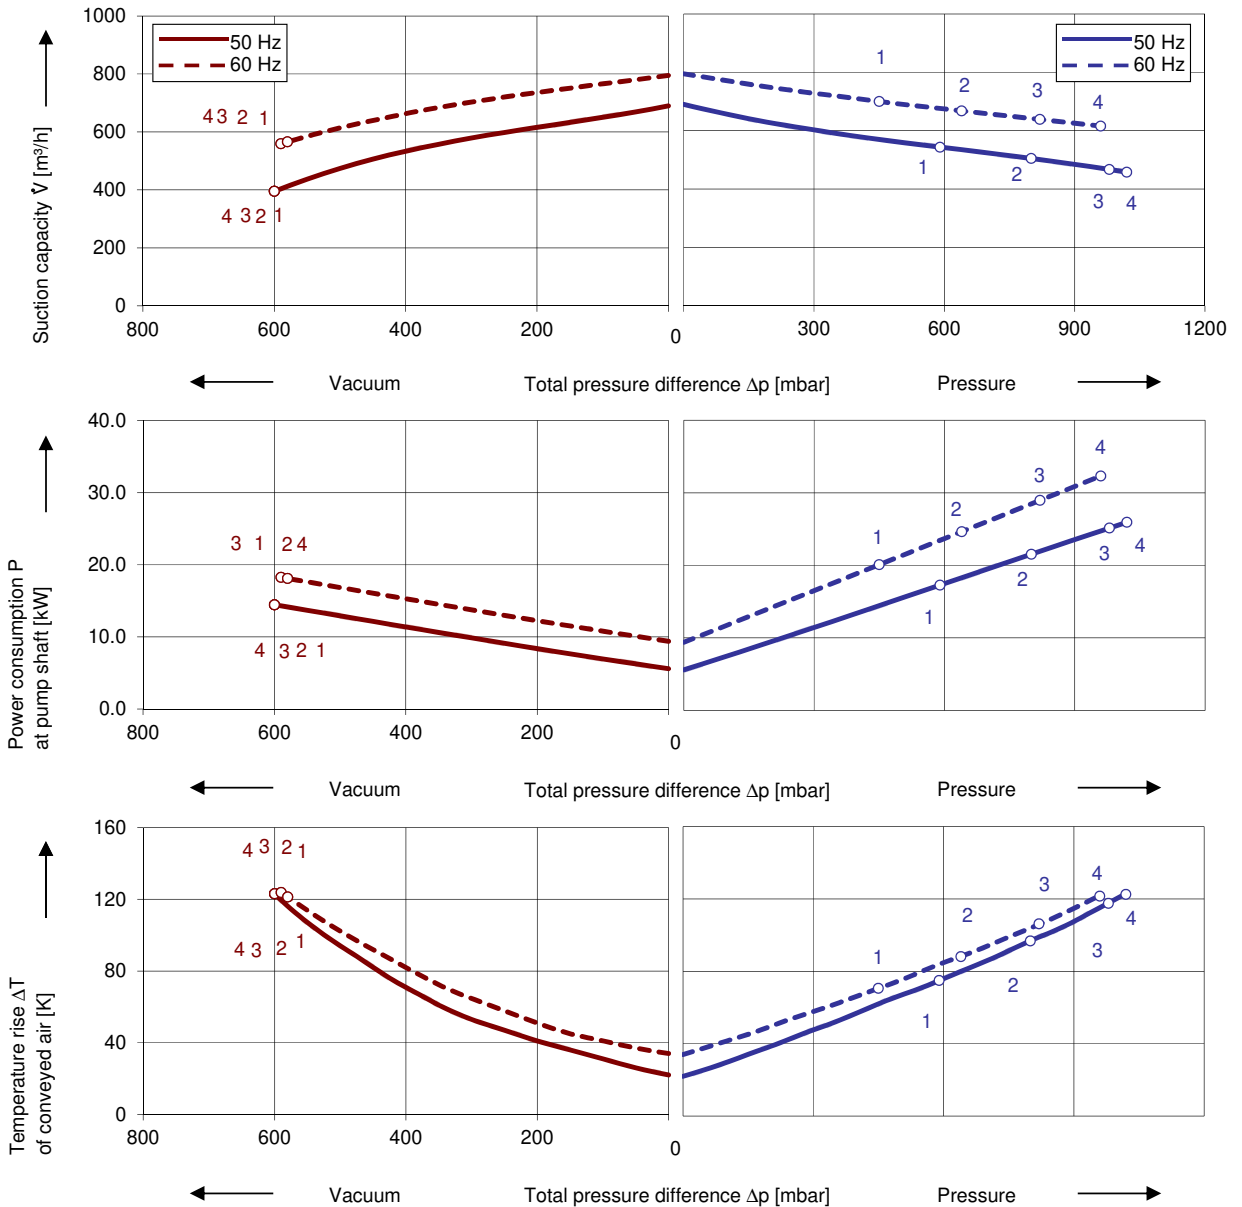 1000
800
600
400
200
0
Suction capacity V̇ [m³/h]
50 Hz
60 Hz
4 3 2 1
4 3 2 1
50 Hz
60 Hz
1
2
3
4
1
2
3
4
800 600 400 200 0 300 600 900 1200
Vacuum Total pressure difference Δp [mbar] Pressure
40.0
30.0
20.0
10.0
0.0
Power consumption P
at pump shaft [kW]
3 1 2 4
4 3 2 1
1
2
3
4
1
2
3
4
800 600 400 200 0
Vacuum Total pressure difference Δp [mbar] Pressure
160
120
80
40
0
Temperature rise ΔT
of conveyed air [K]
4 3 2 1
4 3 2 1
1
2
3
4
1
2
3
4
800 600 400 200 0
Vacuum Total pressure difference Δp [mbar] Pressure